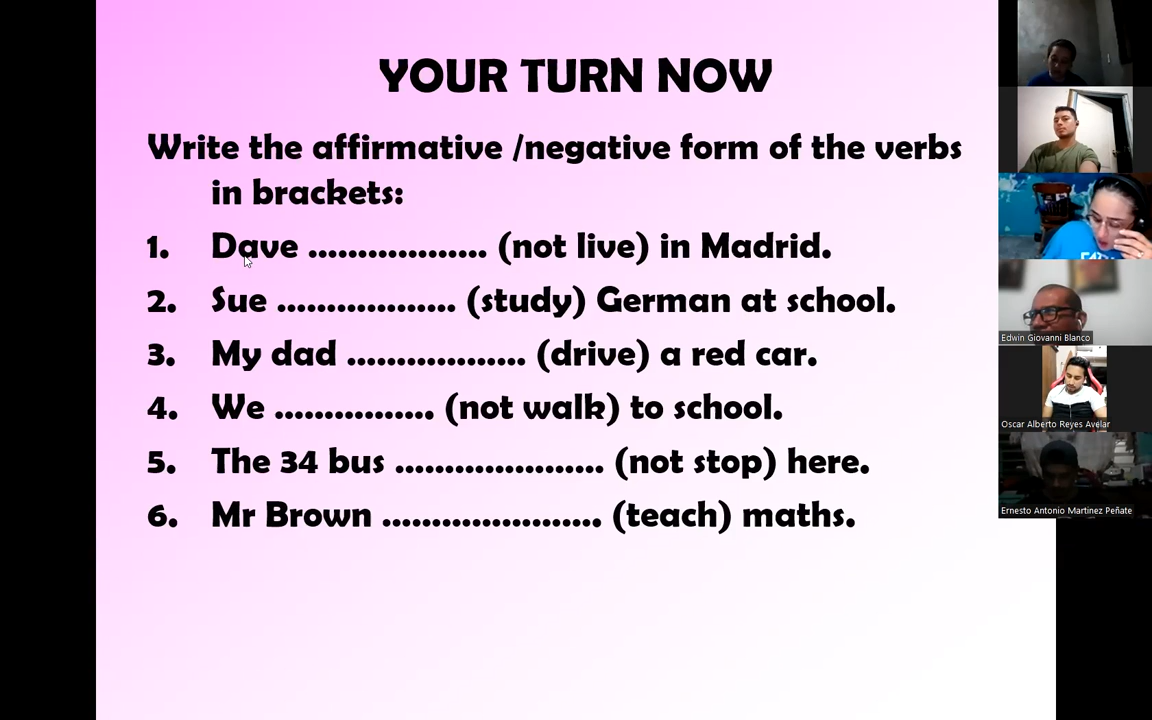 YOUR TURN NOW
Write the affirmative /negative form of the verbs
in brackets:
1. Dave .................. (not live) in Madrid.
2. Sue .................. (study) German at school.
3. My dad .................. (drive) a red car.
4. We ................ (not walk) to school.
5. The 34 bus ..................... (not stop) here.
6. Mr Brown ...................... (teach) maths.
Edwin Giovanni Blanco
Oscar Alberto Reyes Avelar
Ernesto Antonio Martinez Peñate